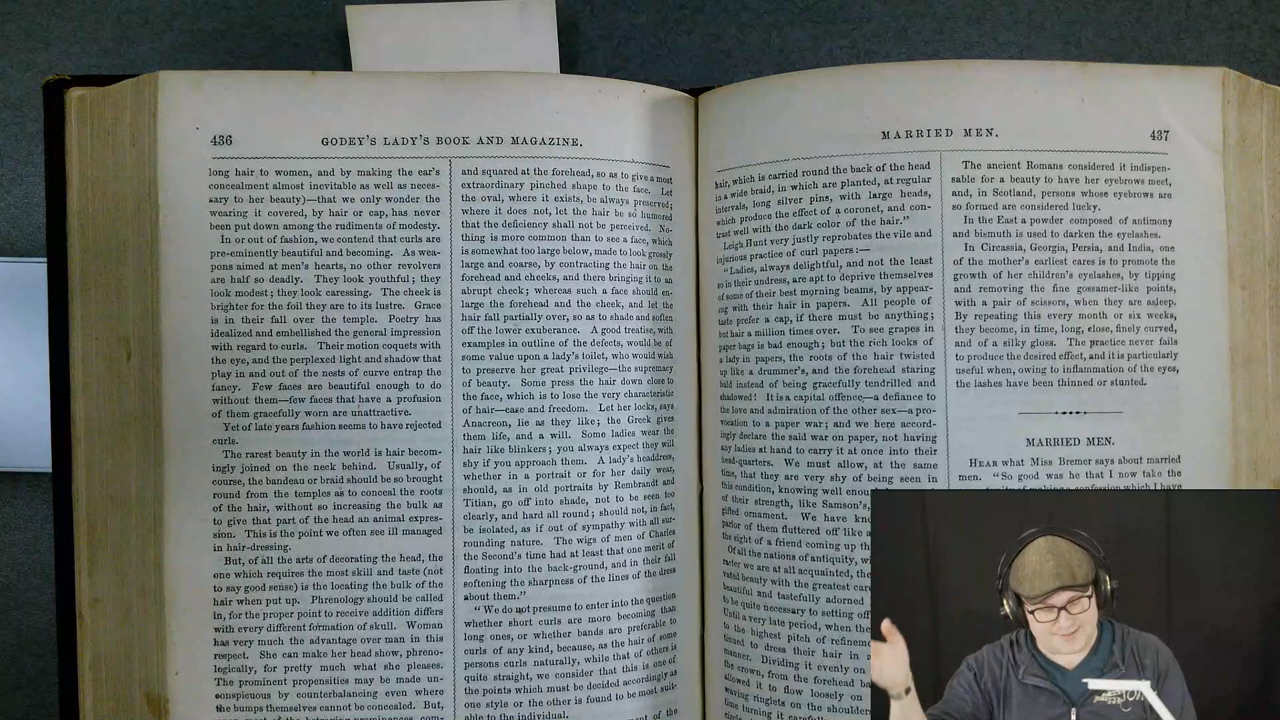 436
GODEY'S LADY'S BOOK AND MAGAZINE.
long hair to women, and by making the ear's
concealment almost inevitable as well as neces-
sary to her beauty)—that we only wonder the
wearing it covered, by hair or cap, has never
been put down among the rudiments of modesty.
In or out of fashion, we contend that curls are
pre-eminently beautiful and becoming. As wea-
pons aimed at men's hearts, no other revolvers
are half so deadly. They look youthful; they
look modest; they look caressing. The cheek is
brighter for the foil they are to its lustre. Grace
is in their fall over the temple. Poetry has
idealized and embellished the general impression
with regard to curls. Their motion coquets with
the eye, and the perplexed light and shadow that
play in and out of the nests of curve entrap the
fancy. Few faces are beautiful enough to do
without them—few faces that have a profusion
of them gracefully worn are unattractive.
Yet of late years fashion seems to have rejected
curls.
The rarest beauty in the world is hair becom-
ingly joined on the neck behind. Usually, of
course, the bandeau or braid should be so brought
round from the temples as to conceal the roots
of the hair, without so increasing the bulk as
to give that part of the head an animal expres-
sion. This is the point we often see ill managed
in hair-dressing.
But, of all the arts of decorating the head, the
one which requires the most skill and taste (not
to say good sense) is the locating the bulk of the
hair when put up. Phrenology should be called
in, for the proper point to receive addition differs
with every different formation of skull. Woman
has very much the advantage over man in this
respect. She can make her head show, phreno-
logically, for pretty much what she pleases.
The prominent propensities may be made un-
conspicuous by counterbalancing even where
the bumps themselves cannot be concealed. But,
and squared at the forehead, so as to give a most
extraordinary pinched shape to the face. Let
the oval, where it exists, be always preserved;
where it does not, let the hair be so humored
that the deficiency shall not be perceived. No-
thing is more common than to see a face, which
is somewhat too large below, made to look grossly
large and coarse, by contracting the hair on the
forehead and cheeks, and there bringing it to an
abrupt check; whereas such a face should en-
large the forehead and the cheek, and let the
hair fall partially over, so as to shade and soften
off the lower exuberance. A good treatise, with
examples in outline of the defects, would be of
some value upon a lady's toilet, who would wish
to preserve her great privilege—the supremacy
of beauty. Some press the hair down close to
the face, which is to lose the very characteristic
of hair—ease and freedom. Let her locks, says
Anacreon, lie as they like; the Greek gives
them life, and a will. Some ladies wear the
hair like blinkers; you always expect they will
shy if you approach them. A lady's headdress,
whether in a portrait or for her daily wear,
should, as in old portraits by Rembrandt and
Titian, go off into shade, not to be seen too
clearly, and hard all round; should not, in fact,
be isolated, as if out of sympathy with all sur-
rounding nature. The wigs of men of Charles
the Second's time had at least that one merit of
floating into the back-ground, and in their fall
softening the sharpness of the lines of the dress
about them."
"We do not presume to enter into the question
whether short curls are more becoming than
long ones, or whether bands are preferable to
curls of any kind, because, as the hair of some
persons curls naturally, while that of others is
quite straight, we consider that this is one of
the points which must be decided accordingly as
one style or the other is found to be most suit-
able to the individual.
MARRIED MEN.
437
hair, which is carried round the back of the head
in a wide braid, in which are planted, at regular
intervals, long silver pins, with large heads,
which produce the effect of a coronet, and con-
trast well with the dark color of the hair."
Leigh Hunt very justly reprobates the vile and
injurious practice of curl papers:—
"Ladies, always delightful, and not the least
so in their undress, are apt to deprive themselves
of some of their best morning beams, by appear-
ing with their hair in papers. All people of
taste prefer a cap, if there must be anything;
but hair a million times over. To see grapes in
paper bags is bad enough; but the rich locks of
a lady in papers, the roots of the hair twisted
up like a drummer's, and the forehead staring
bald instead of being gracefully tendrilled and
shadowed! It is a capital offence,—a defiance to
the love and admiration of the other sex—a pro-
vocation to a paper war; and we here accord-
ingly declare the said war on paper, not having
any ladies at hand to carry it at once into their
head-quarters. We must allow, at the same
time, that they are very shy of being seen in
this condition, knowing well enou
of their strength, like Samson's,
gifted ornament. We have kn
parlor of them fluttered off like a
the sight of a friend coming up th
Of all the nations of antiquity, wi
we are at all acquainted, the
beauty with the greatest care
beautiful and tastefully adorned
to be quite necessary to setting off
Until a very late period, when the
to the highest pitch of refineme
to dress their hair in a
manner. Dividing it evenly on
the crown, from the forehead ba
allowed it to flow loosely on
waving ringlets on the shoulders
time turning it carefully
The ancient Romans considered it indispen-
sable for a beauty to have her eyebrows meet,
and, in Scotland, persons whose eyebrows are
so formed are considered lucky.
In the East a powder composed of antimony
and bismuth is used to darken the eyelashes.
In Circassia, Georgia, Persia, and India, one
of the mother's earliest cares is to promote the
growth of her children's eyelashes, by tipping
and removing the fine gossamer-like points,
with a pair of scissors, when they are asleep.
By repeating this every month or six weeks,
they become, in time, long, close, finely curved,
and of a silky gloss. The practice never fails
to produce the desired effect, and it is particularly
useful when, owing to inflammation of the eyes,
the lashes have been thinned or stunted.
MARRIED MEN.
HEAR what Miss Bremer says about married
men. "So good was he that I now take the